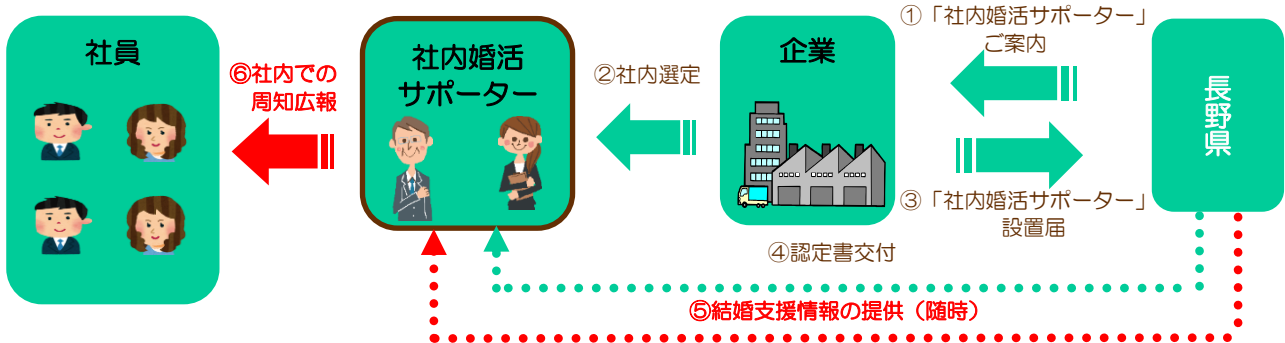 社員
⑥社内での
周知広報
社内婚活
サポーター
②社内選定
企業
①「社内婚活サポーター」
ご案内
③「社内婚活サポーター」
設置届
長野県
④認定書交付
⑤結婚支援情報の提供（随時）